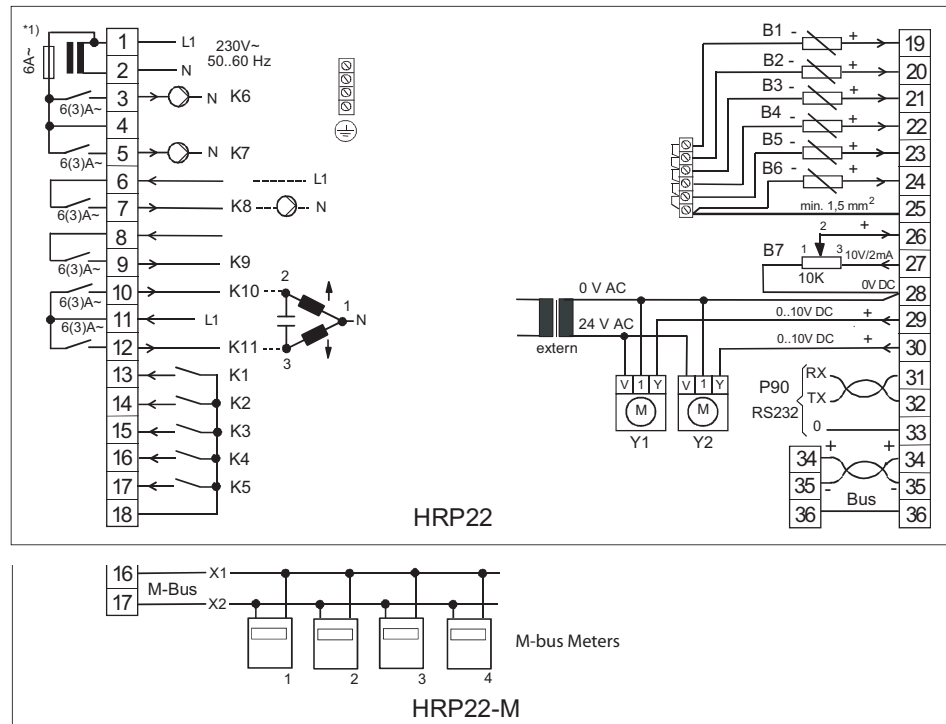 *1)
6A~
1 L1 230V~
50..60 Hz
2 N
3 N K6
6(3)A~
4
5 N K7
6(3)A~
6 L1
7 K8 N
6(3)A~
8
9 K9
6(3)A~
10 K10
6(3)A~
11 L1
6(3)A~
12 K11
2
1 N
3
13 K1
14 K2
15 K3
16 K4
17 K5
18
B1 - + 19
B2 - + 20
B3 - + 21
B4 - + 22
B5 - + 23
B6 - + 24
min. 1,5 mm² 25
2 + 26
B7 1 3 10V/2mA 27
10K
0V DC 28
0 V AC
0..10V DC + 29
24 V AC
extern
0..10V DC + 30
V 1 Y V 1 Y
M M
Y1 Y2
P90
RS232
RX 31
TX 32
0 33
34 + + 34
35 - - 35
Bus
36 36
HRP22
16 X1
M-Bus
17 X2
1 2 3 4
M-bus Meters
HRP22-M